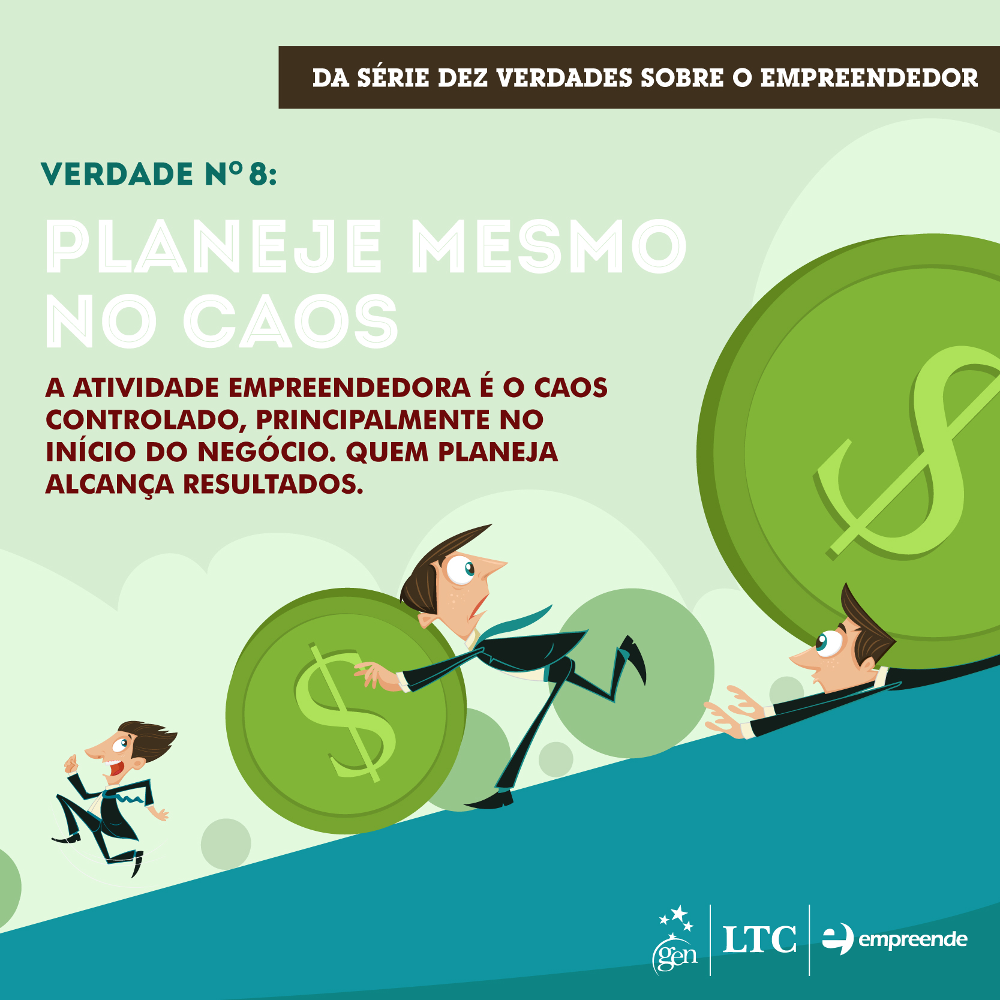 DA SÉRIE DEZ VERDADES SOBRE O EMPREENDEDOR
VERDADE Nº 8:
PLANEJE MESMO
NO CAOS
A ATIVIDADE EMPREENDEDORA É O CAOS
CONTROLADO, PRINCIPALMENTE NO
INÍCIO DO NEGÓCIO. QUEM PLANEJA
ALCANÇA RESULTADOS.
$
$
gen
LTC
e empreende